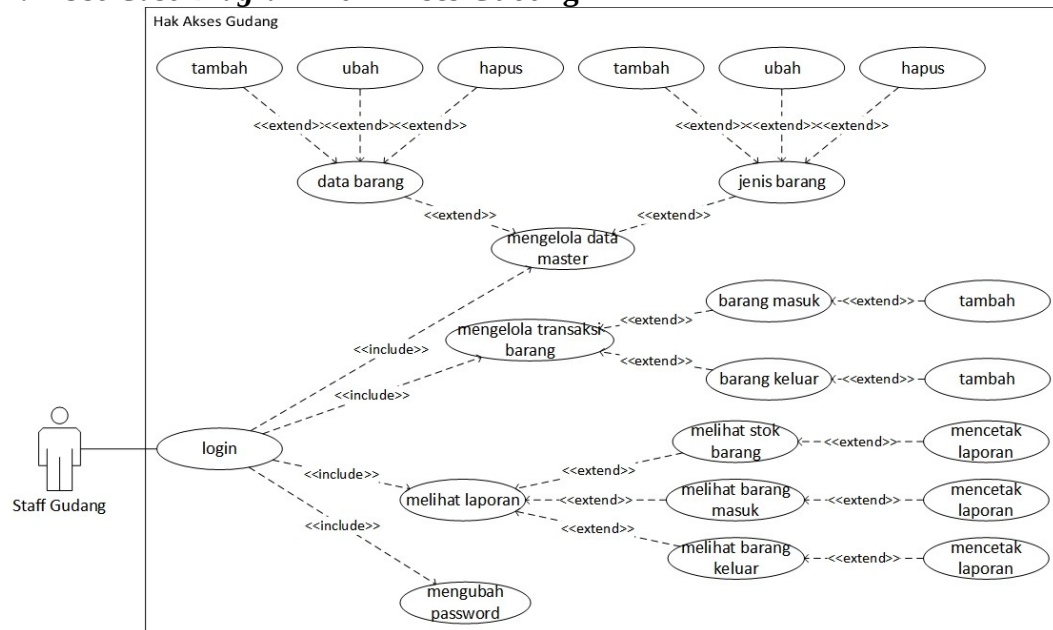 Hak Akses Gudang
tambah
ubah
hapus
tambah
ubah
hapus
<<extend>>
<<extend>>
<<extend>>
<<extend>>
<<extend>>
<<extend>>
data barang
jenis barang
<<extend>>
<<extend>>
mengelola data
master
barang masuk
<<extend>>
tambah
<<extend>>
mengelola transaksi
barang
<<include>>
<<extend>>
barang keluar
<<extend>>
tambah
<<include>>
login
melihat stok
barang
<<extend>>
mencetak
laporan
<<include>>
<<extend>>
melihat laporan
<<extend>>
melihat barang
masuk
<<extend>>
mencetak
laporan
Staff Gudang
<<include>>
<<extend>>
melihat barang
keluar
<<extend>>
mencetak
laporan
mengubah
password